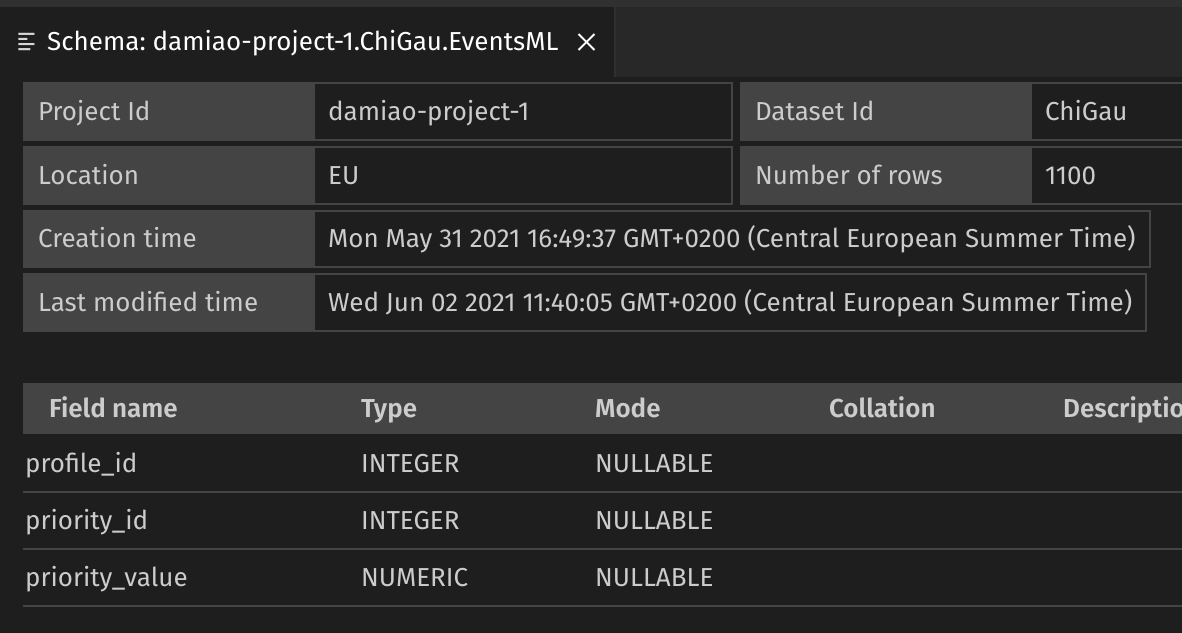 Schema: damiao-project-1.ChiGau.EventsML
Project Id damiao-project-1 Dataset Id ChiGau
Location EU Number of rows 1100
Creation time Mon May 31 2021 16:49:37 GMT+0200 (Central European Summer Time)
Last modified time Wed Jun 02 2021 11:40:05 GMT+0200 (Central European Summer Time)
Field name Type Mode Collation Descriptio
profile_id INTEGER NULLABLE
priority_id INTEGER NULLABLE
priority_value NUMERIC NULLABLE